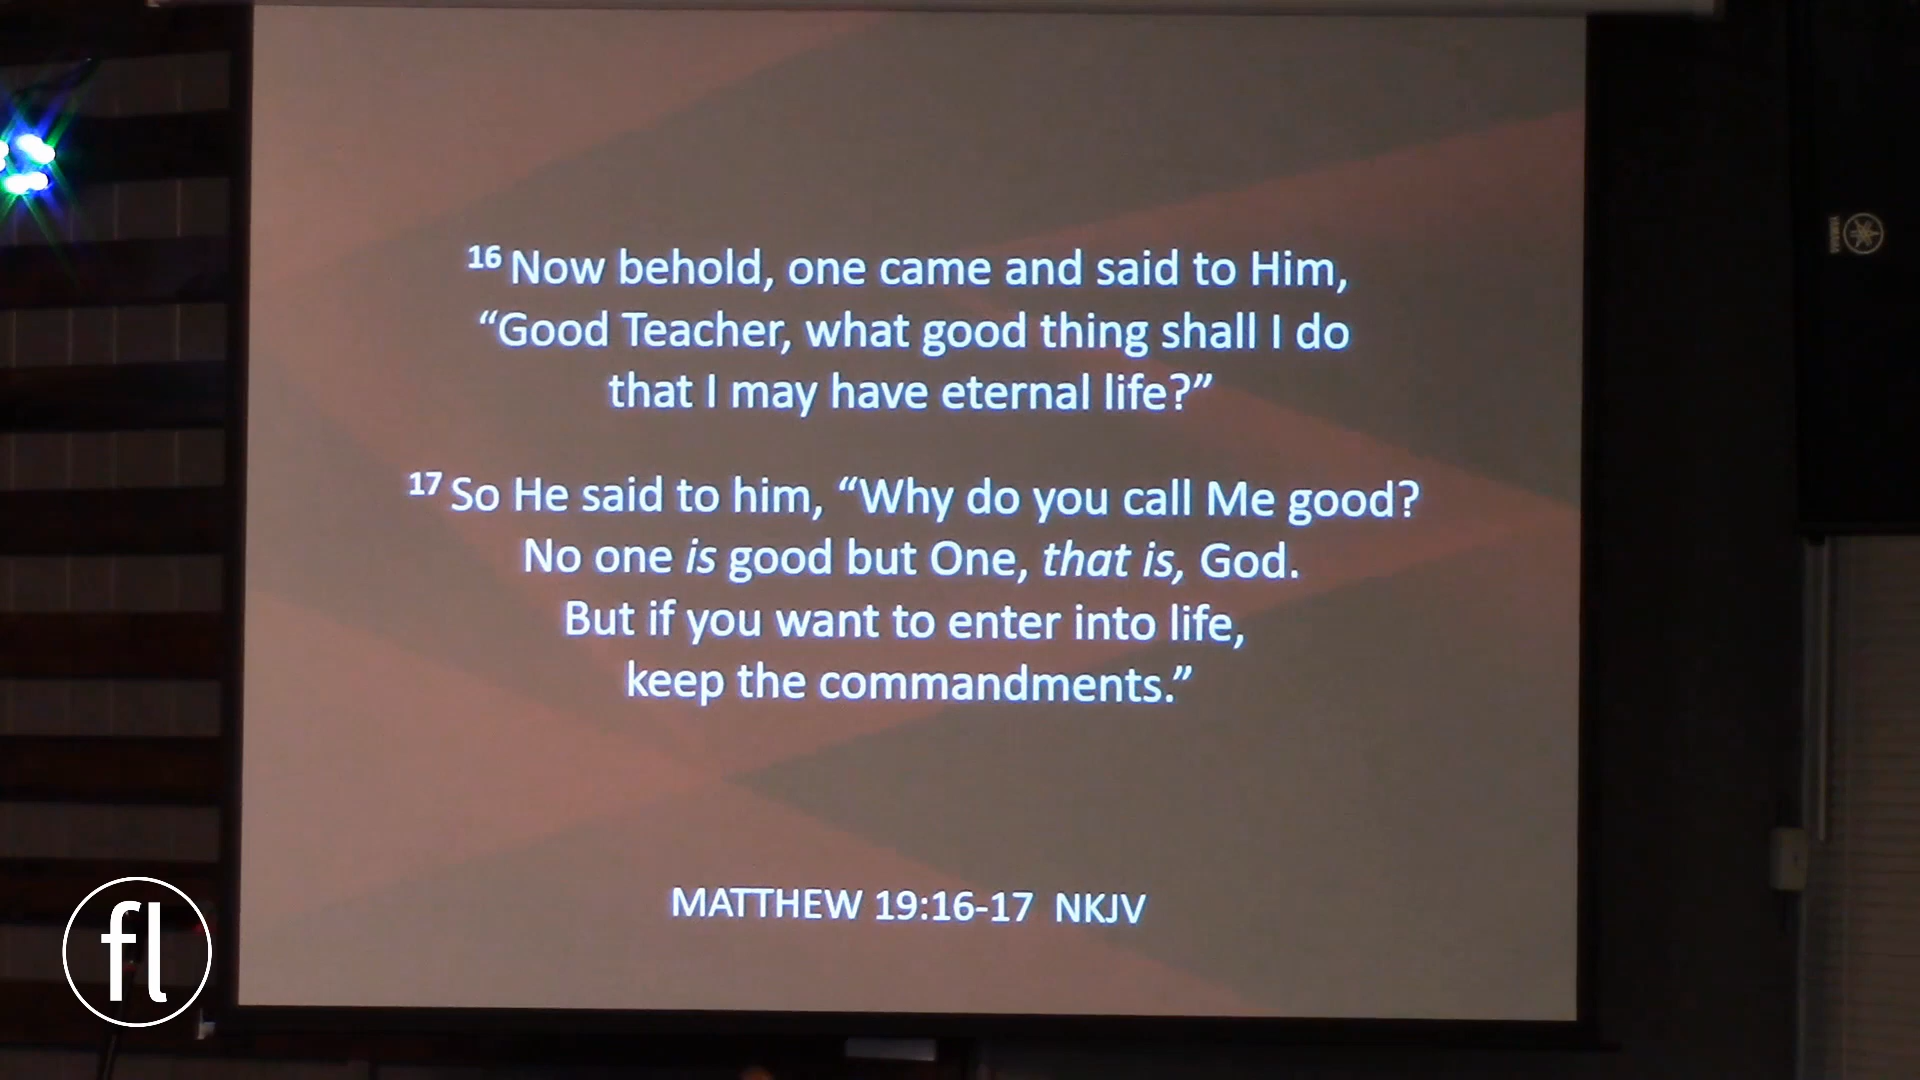 16 Now behold, one came and said to Him,
“Good Teacher, what good thing shall I do
that I may have eternal life?”
17 So He said to him, “Why do you call Me good?
No one is good but One, that is, God.
But if you want to enter into life,
keep the commandments.”
MATTHEW 19:16-17 NKJV
fl
YAMAHA